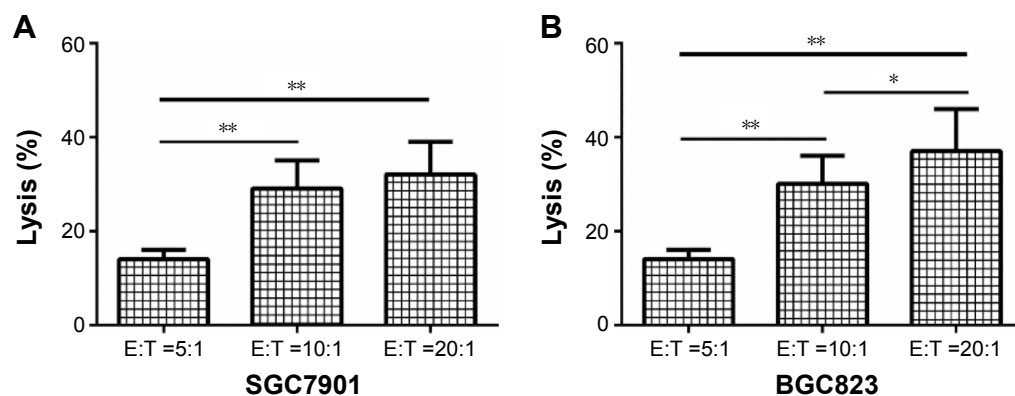 A
60
40
20
0
Lysis (%)
**
**
E:T =5:1
E:T =10:1
E:T =20:1
SGC7901
B
60
40
20
0
Lysis (%)
**
*
**
E:T =5:1
E:T =10:1
E:T =20:1
BGC823